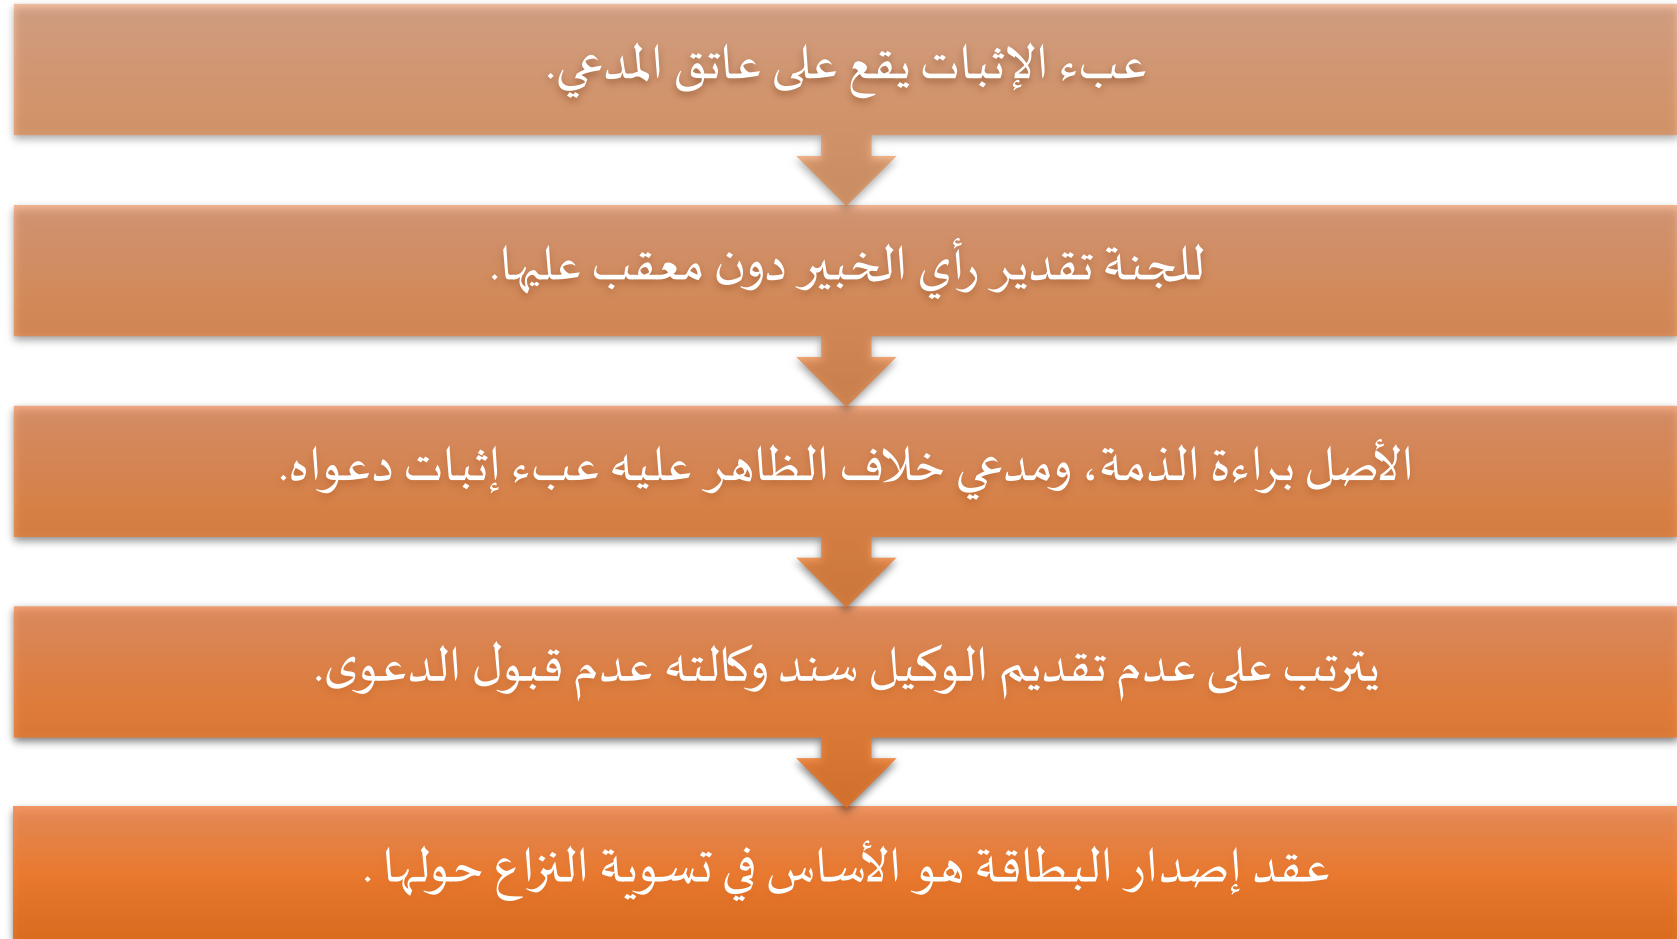 عبء الإثبات يقع على عاتق المدعي.
للجنة تقدير رأي الخبير دون معقب عليها.
الأصل براءة الذمة، ومدعي خلاف الظاهر عليه عبء إثبات دعواه.
يترتب على عدم تقديم الوكيل سند وكالته عدم قبول الدعوى.
عقد إصدار البطاقة هو الأساس في تسوية النزاع حولها .